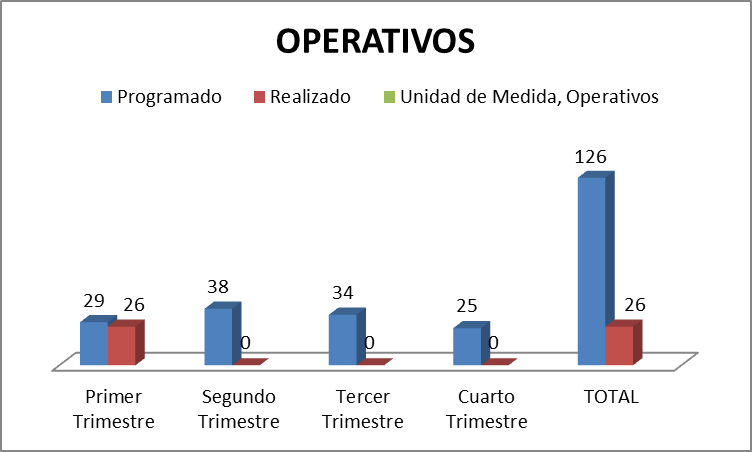 OPERATIVOS
Programado Realizado Unidad de Medida, Operativos
126
29 26 38 0 34 0 25 0 26
Primer Segundo Tercer Cuarto TOTAL
Trimestre Trimestre Trimestre Trimestre